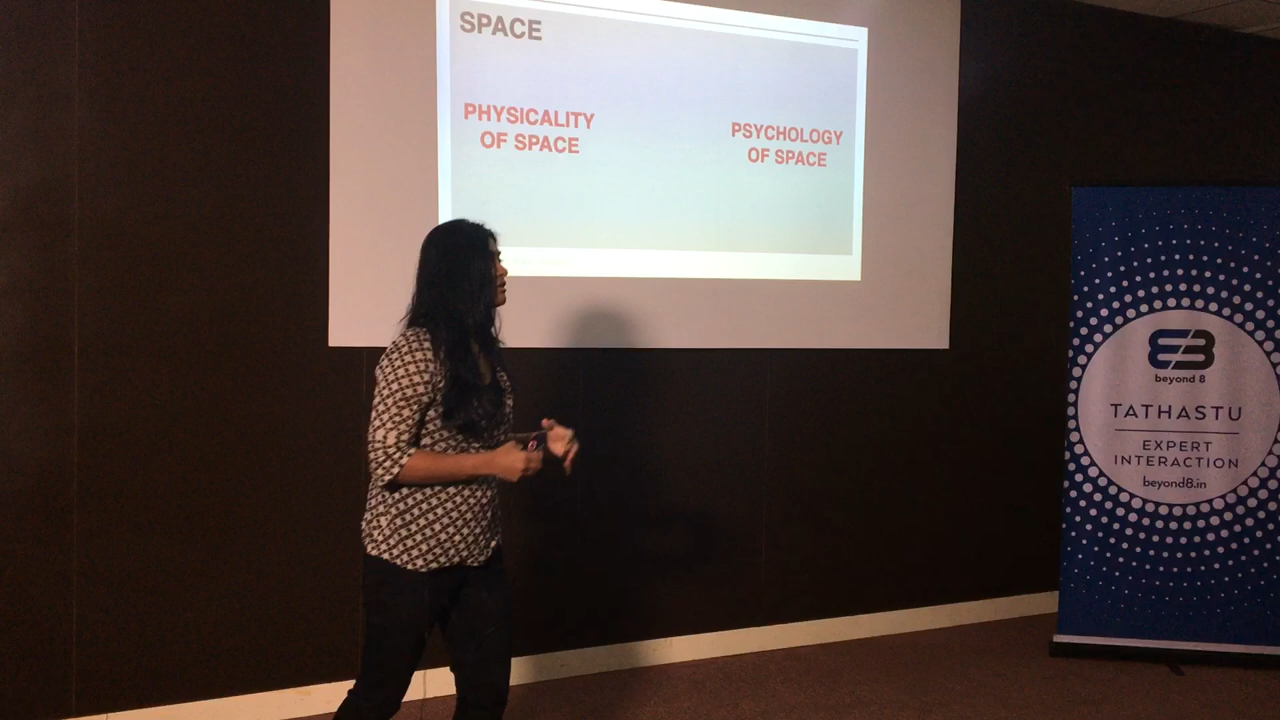 SPACE
PHYSICALITY
OF SPACE
PSYCHOLOGY
OF SPACE
beyond 8
TATHASTU
EXPERT
INTERACTION
beyond8.in